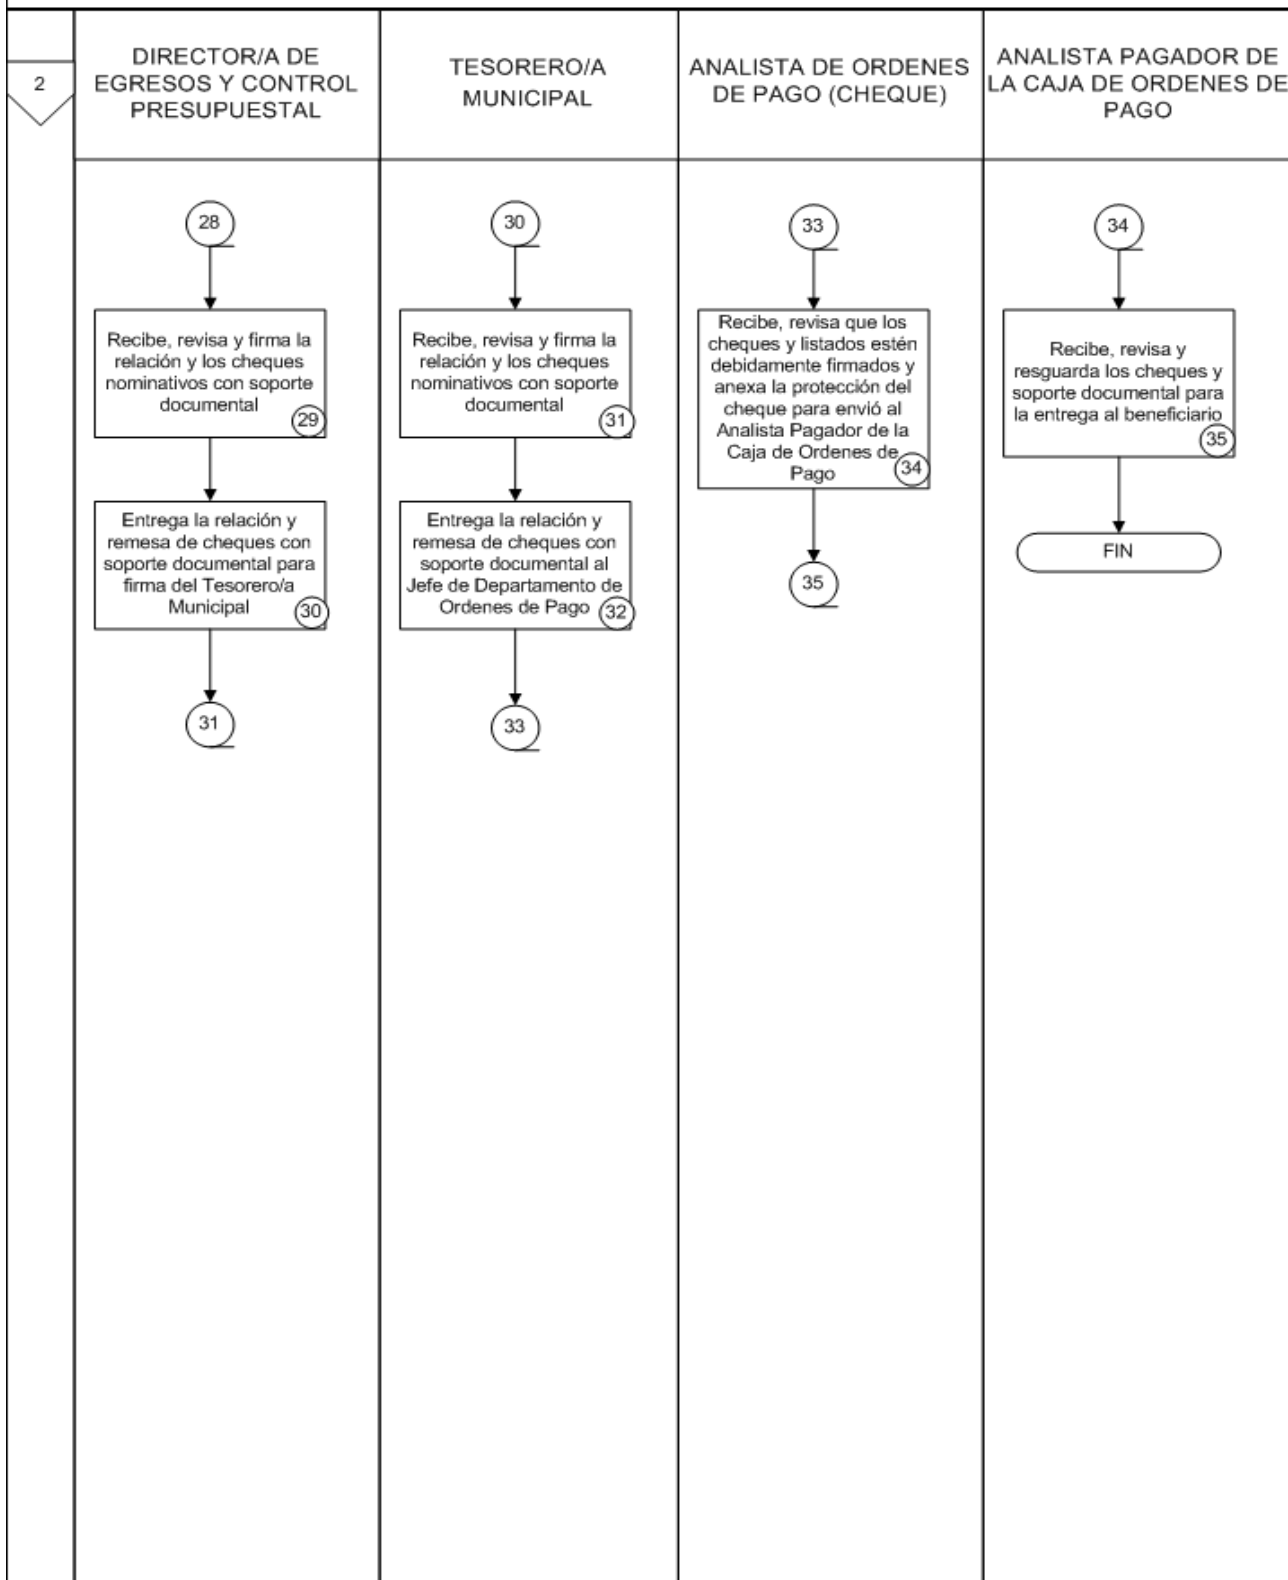 2
DIRECTOR/A DE
EGRESOS Y CONTROL
PRESUPUESTAL
TESORERO/A
MUNICIPAL
ANALISTA DE ORDENES
DE PAGO (CHEQUE)
ANALISTA PAGADOR DE
LA CAJA DE ORDENES DE
PAGO
28
Recibe, revisa y firma la
relación y los cheques
nominativos con soporte
documental
29
Entrega la relación y
remesa de cheques con
soporte documental para
firma del Tesorero/a
Municipal
30
31
30
Recibe, revisa y firma la
relación y los cheques
nominativos con soporte
documental
31
Entrega la relación y
remesa de cheques con
soporte documental al
Jefe de Departamento de
Ordenes de Pago
32
33
33
Recibe, revisa que los
cheques y listados estén
debidamente firmados y
anexa la protección del
cheque para envió al
Analista Pagador de la
Caja de Ordenes de
Pago
34
35
34
Recibe, revisa y
resguarda los cheques y
soporte documental para
la entrega al beneficiario
35
FIN